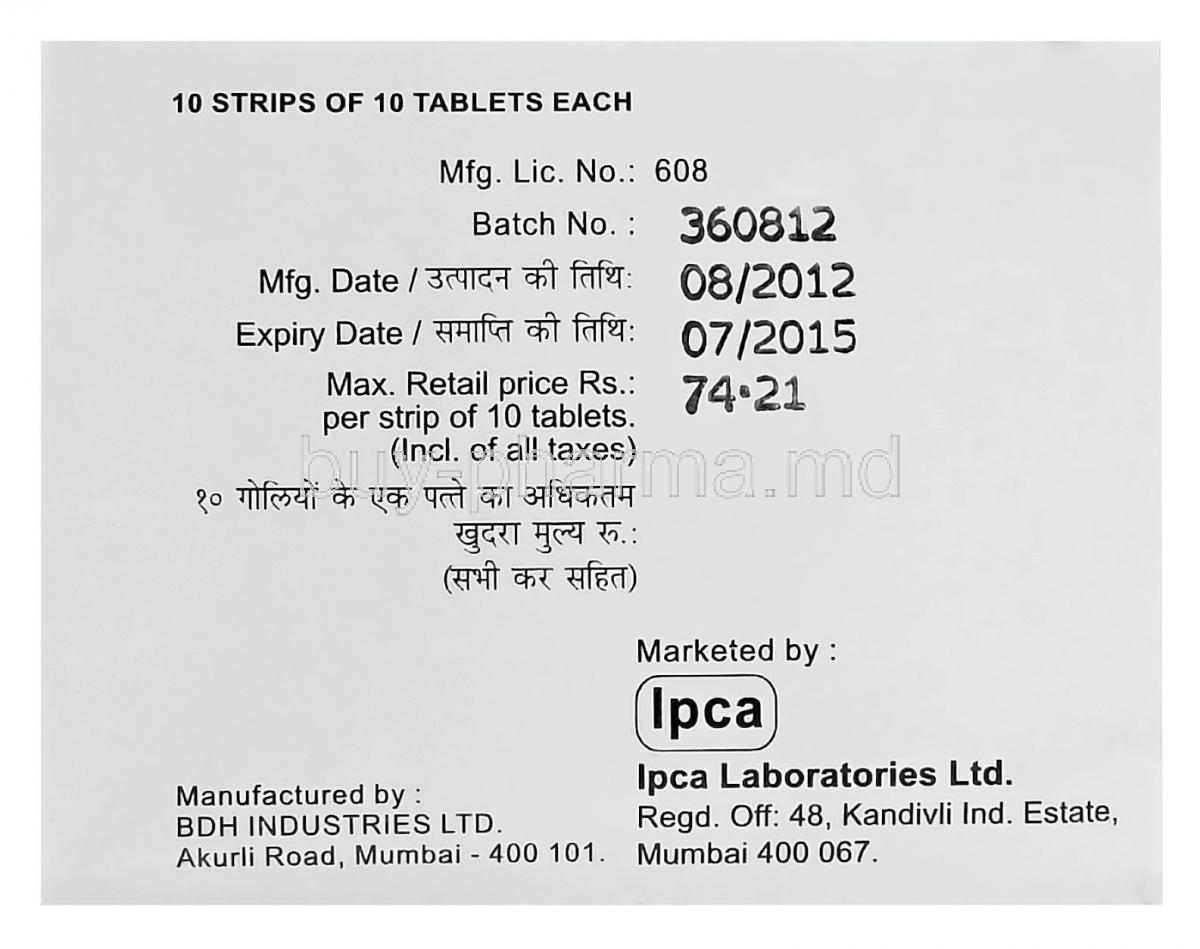 10 STRIPS OF 10 TABLETS EACH
Mfg. Lic. No.: 608
Batch No. : 360812
Mfg. Date / उत्पादन की तिथि: 08/2012
Expiry Date / समाप्ति की तिथि: 07/2015
Max. Retail price Rs.: 74.21
per strip of 10 tablets.
(Incl. of all taxes)
buy-pharma.md
१० गोलियों के एक पत्ते का अधिकतम
खुदरा मुल्य रु.:
(सभी कर सहित)
Marketed by :
Ipca
Ipca Laboratories Ltd.
Regd. Off: 48, Kandivli Ind. Estate,
Mumbai 400 067.
Manufactured by :
BDH INDUSTRIES LTD.
Akurli Road, Mumbai - 400 101.